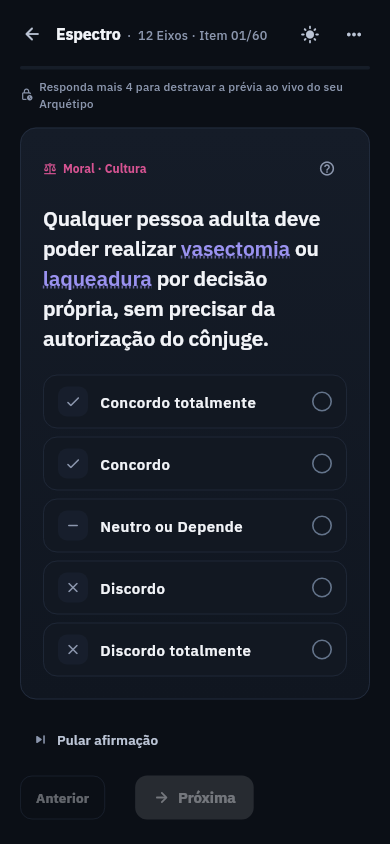 Espectro · 12 Eixos · Item 01/60
Responda mais 4 para destravar a prévia ao vivo do seu
Arquétipo
Moral · Cultura
Qualquer pessoa adulta deve
poder realizar vasectomia ou
laqueadura por decisão
própria, sem precisar da
autorização do cônjuge.
Concordo totalmente
Concordo
Neutro ou Depende
Discordo
Discordo totalmente
Pular afirmação
Anterior
Próxima